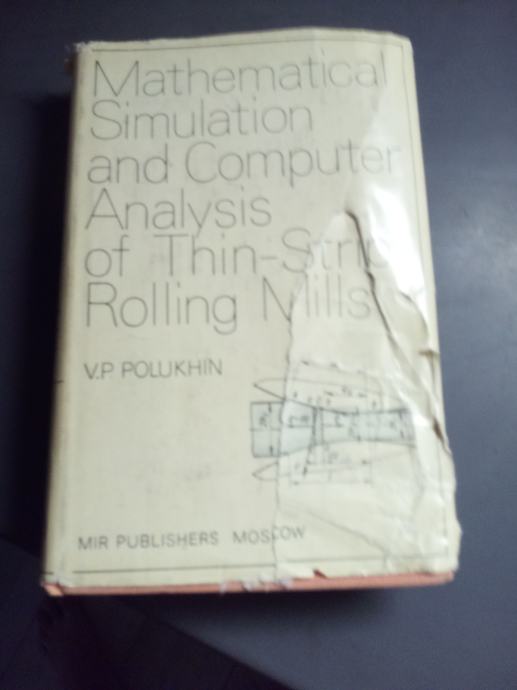 Mathematical
Simulation
and Computer
Analysis
of Thin-Strip
Rolling Mills
V.P POLUKHIN
MIR PUBLISHERS MOSCOW